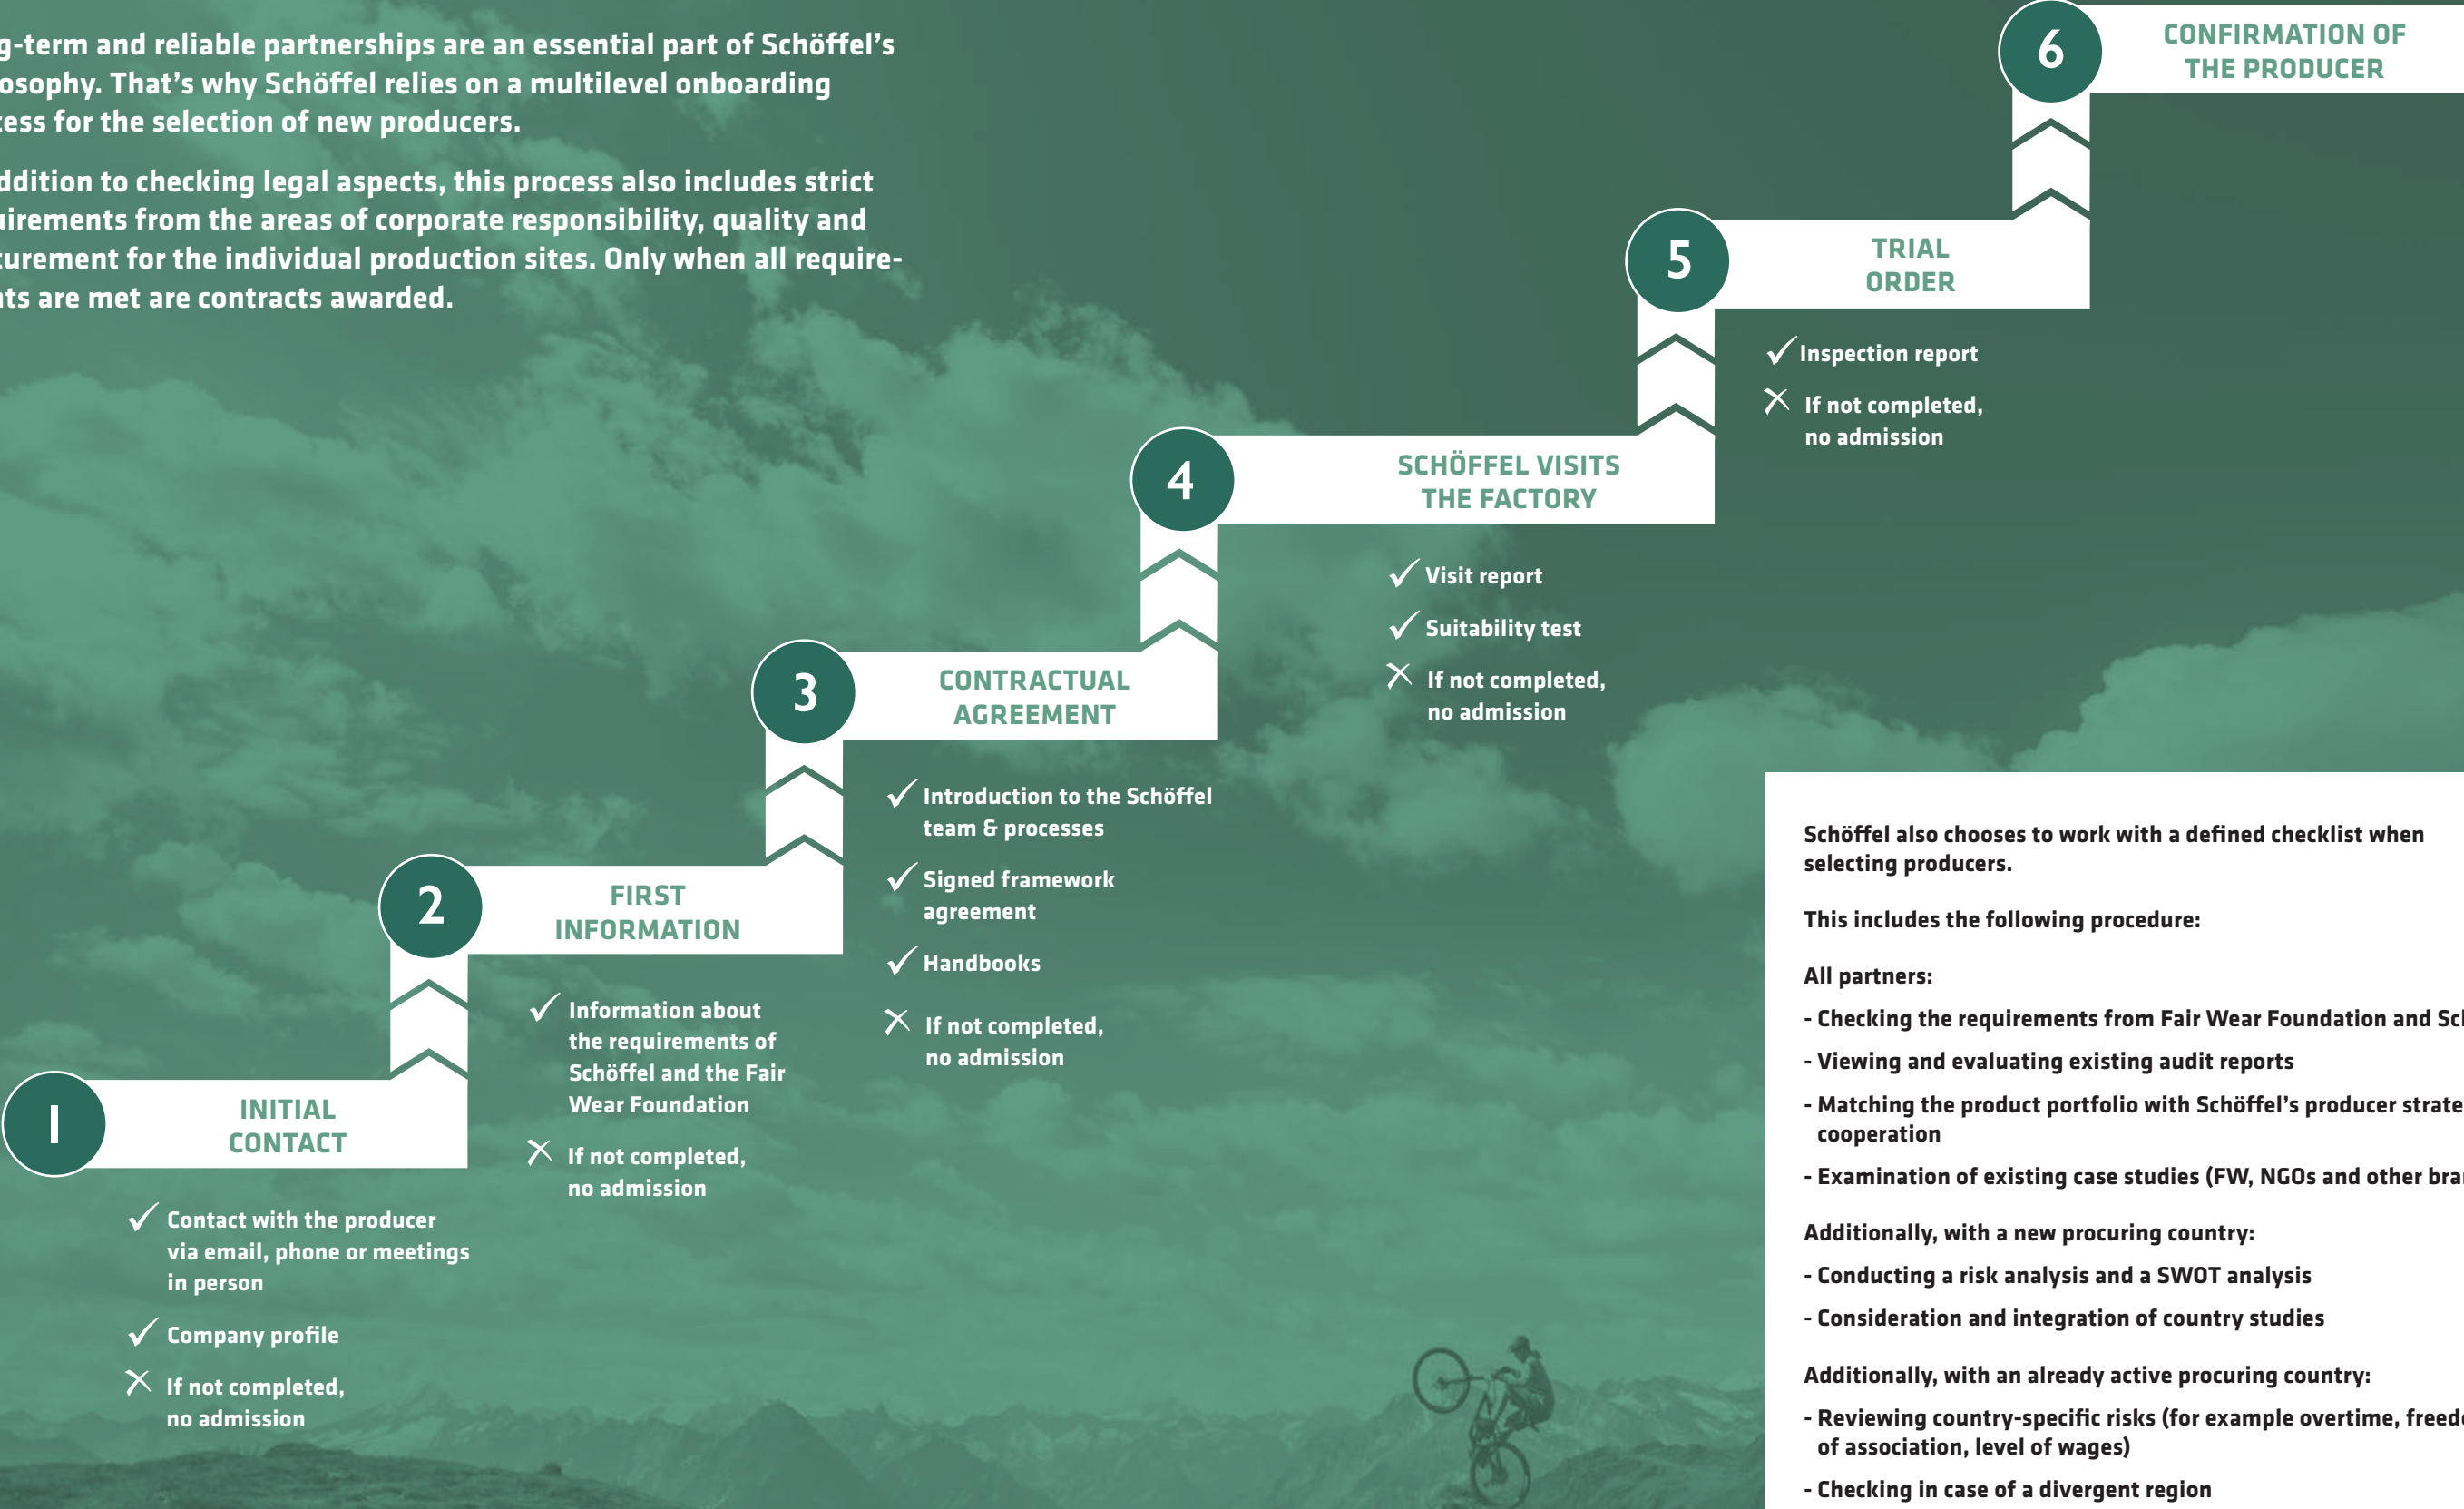 g-term and reliable partnerships are an essential part of Schöffel's
osophy. That's why Schöffel relies on a multilevel onboarding
ess for the selection of new producers.
ddition to checking legal aspects, this process also includes strict
uirements from the areas of corporate responsibility, quality and
urement for the individual production sites. Only when all require-
ts are met are contracts awarded.
1
INITIAL
CONTACT
✓ Contact with the producer
via email, phone or meetings
in person
✓ Company profile
✗ If not completed,
no admission
2
FIRST
INFORMATION
✓ Information about
the requirements of
Schöffel and the Fair
Wear Foundation
✗ If not completed,
no admission
3
CONTRACTUAL
AGREEMENT
✓ Introduction to the Schöffel
team & processes
✓ Signed framework
agreement
✓ Handbooks
✗ If not completed,
no admission
4
SCHÖFFEL VISITS
THE FACTORY
✓ Visit report
✓ Suitability test
✗ If not completed,
no admission
5
TRIAL
ORDER
✓ Inspection report
✗ If not completed,
no admission
6
CONFIRMATION OF
THE PRODUCER
Schöffel also chooses to work with a defined checklist when
selecting producers.
This includes the following procedure:
All partners:
- Checking the requirements from Fair Wear Foundation and Sc
- Viewing and evaluating existing audit reports
- Matching the product portfolio with Schöffel's producer strate
cooperation
- Examination of existing case studies (FW, NGOs and other bra
Additionally, with a new procuring country:
- Conducting a risk analysis and a SWOT analysis
- Consideration and integration of country studies
Additionally, with an already active procuring country:
- Reviewing country-specific risks (for example overtime, freed
of association, level of wages)
- Checking in case of a divergent region